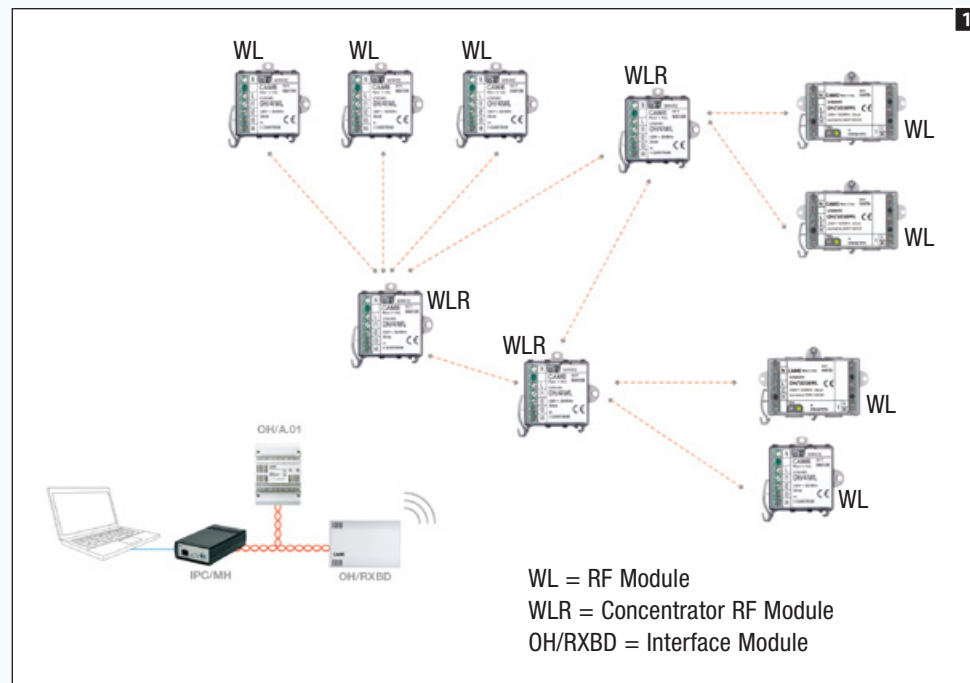 1
WL
WL
WL
WLR
WL
WL
WLR
WLR
WL
WL
OH/A.01
IPC/MH
CAME
OH/RXBD
WL = RF Module
WLR = Concentrator RF Module
OH/RXBD = Interface Module